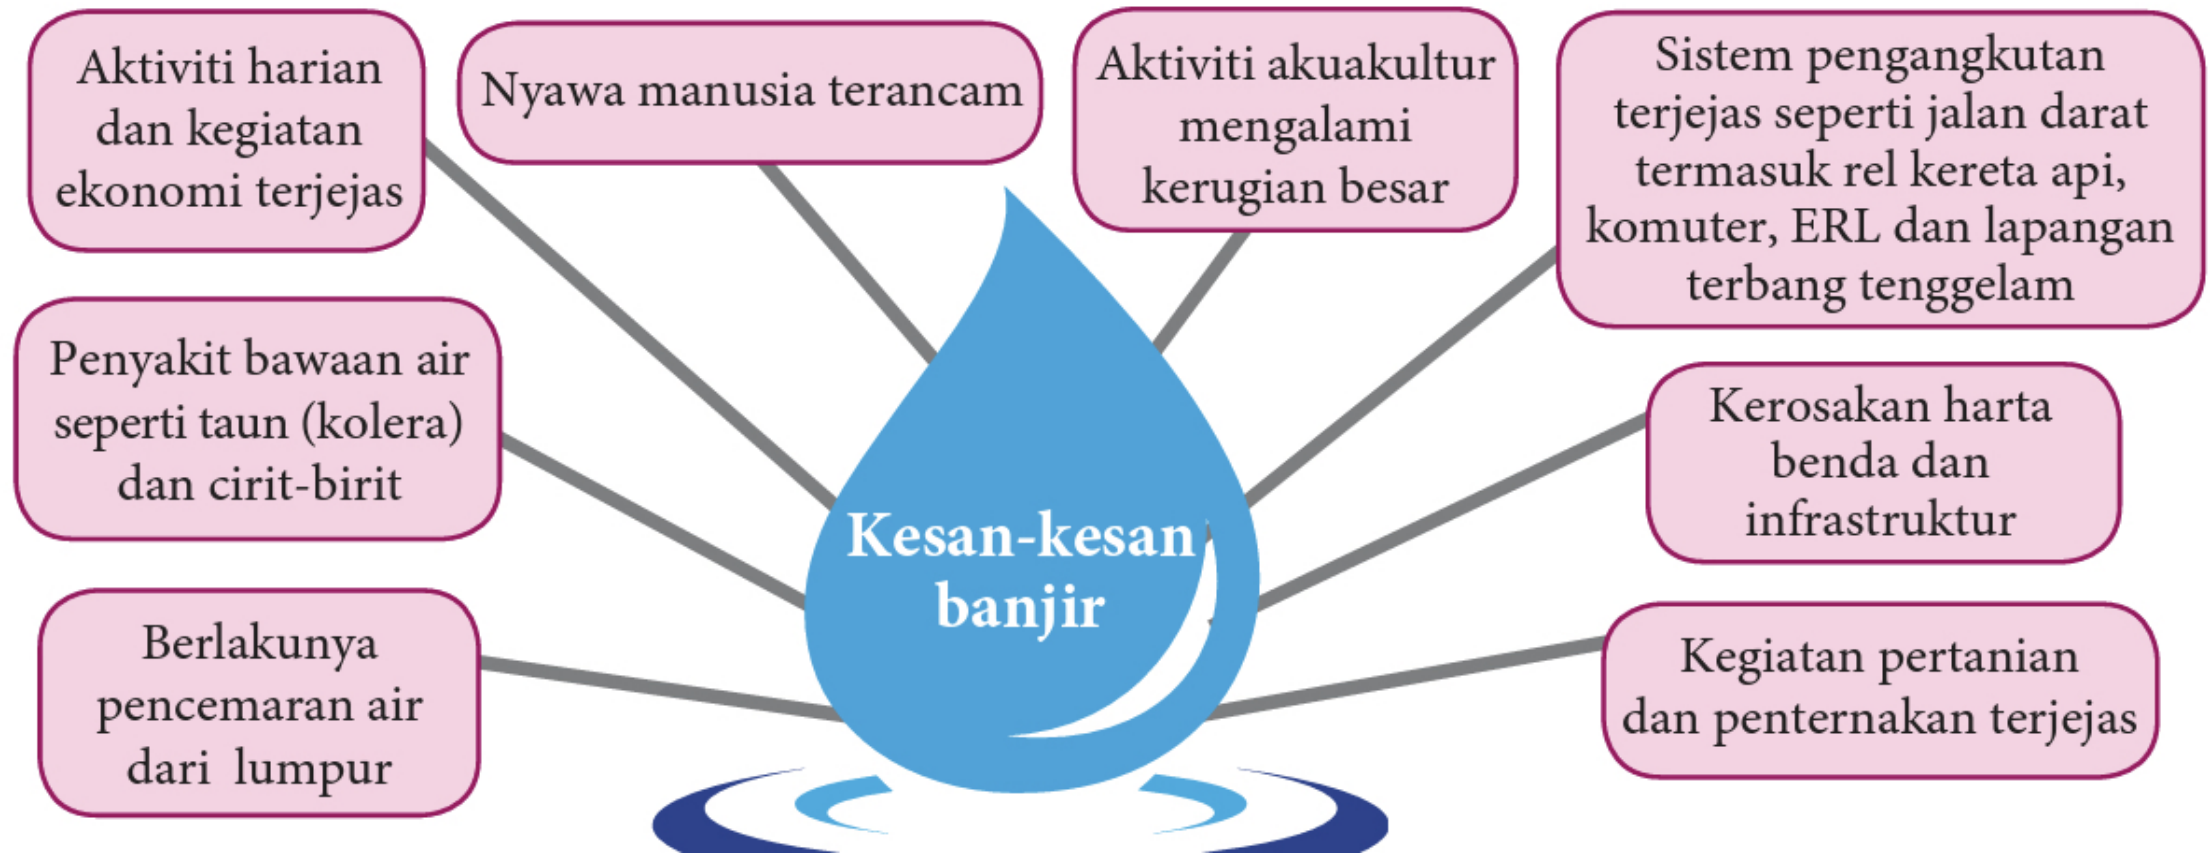 Aktiviti harian
dan kegiatan
ekonomi terjejas
Nyawa manusia terancam
Aktiviti akuakultur
mengalami
kerugian besar
Sistem pengangkutan
terjejas seperti jalan darat
termasuk rel kereta api,
komuter, ERL dan lapangan
terbang tenggelam
Penyakit bawaan air
seperti taun (kolera)
dan cirit-birit
Kerosakan harta
benda dan
infrastruktur
Kesan-kesan
banjir
Berlakunya
pencemaran air
dari lumpur
Kegiatan pertanian
dan penternakan terjejas